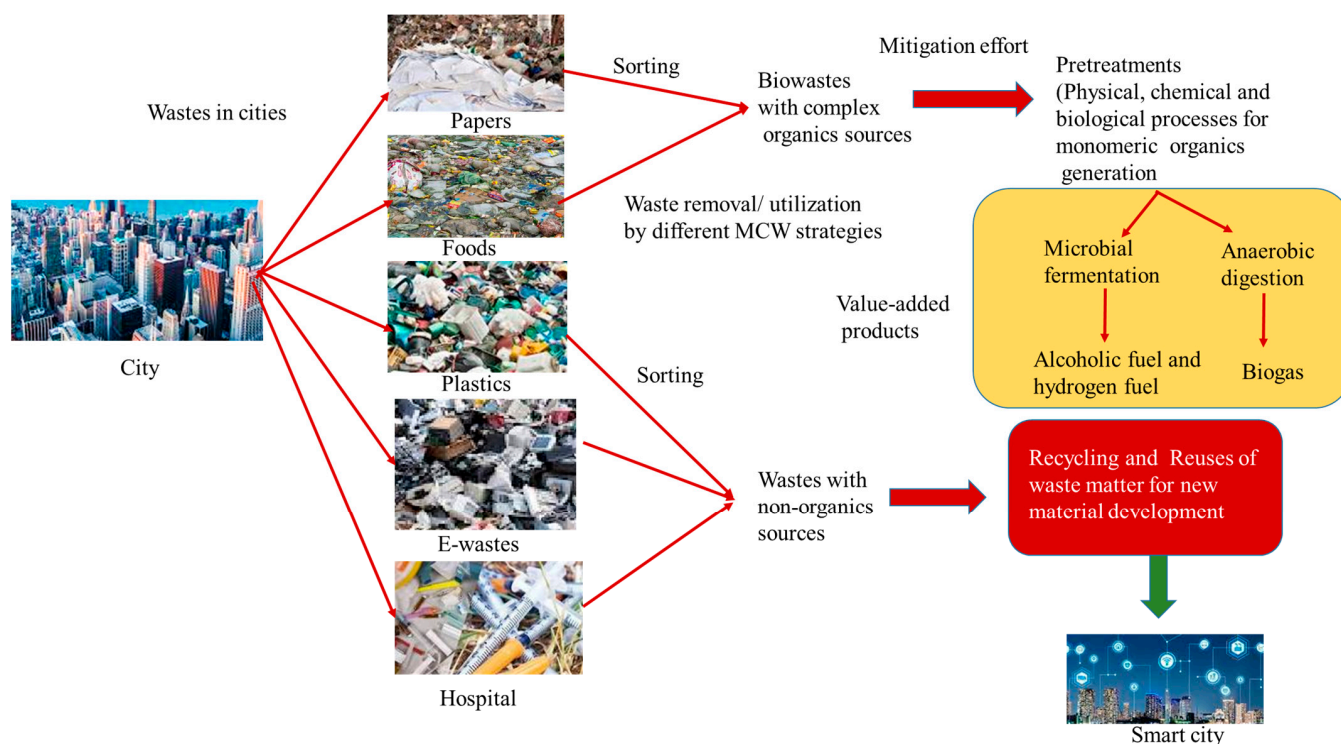 Wastes in cities
City
Papers
Foods
Plastics
E-wastes
Hospital
Sorting
Sorting
Biowastes
with complex
organics sources
Waste removal/ utilization
by different MCW strategies
Wastes with
non-organics
sources
Mitigation effort
Pretreatments
(Physical, chemical and
biological processes for
monomeric organics
generation
Value-added
products
Microbial
fermentation
Anaerobic
digestion
Alcoholic fuel and
hydrogen fuel
Biogas
Recycling and Reuses of
waste matter for new
material development
Smart city